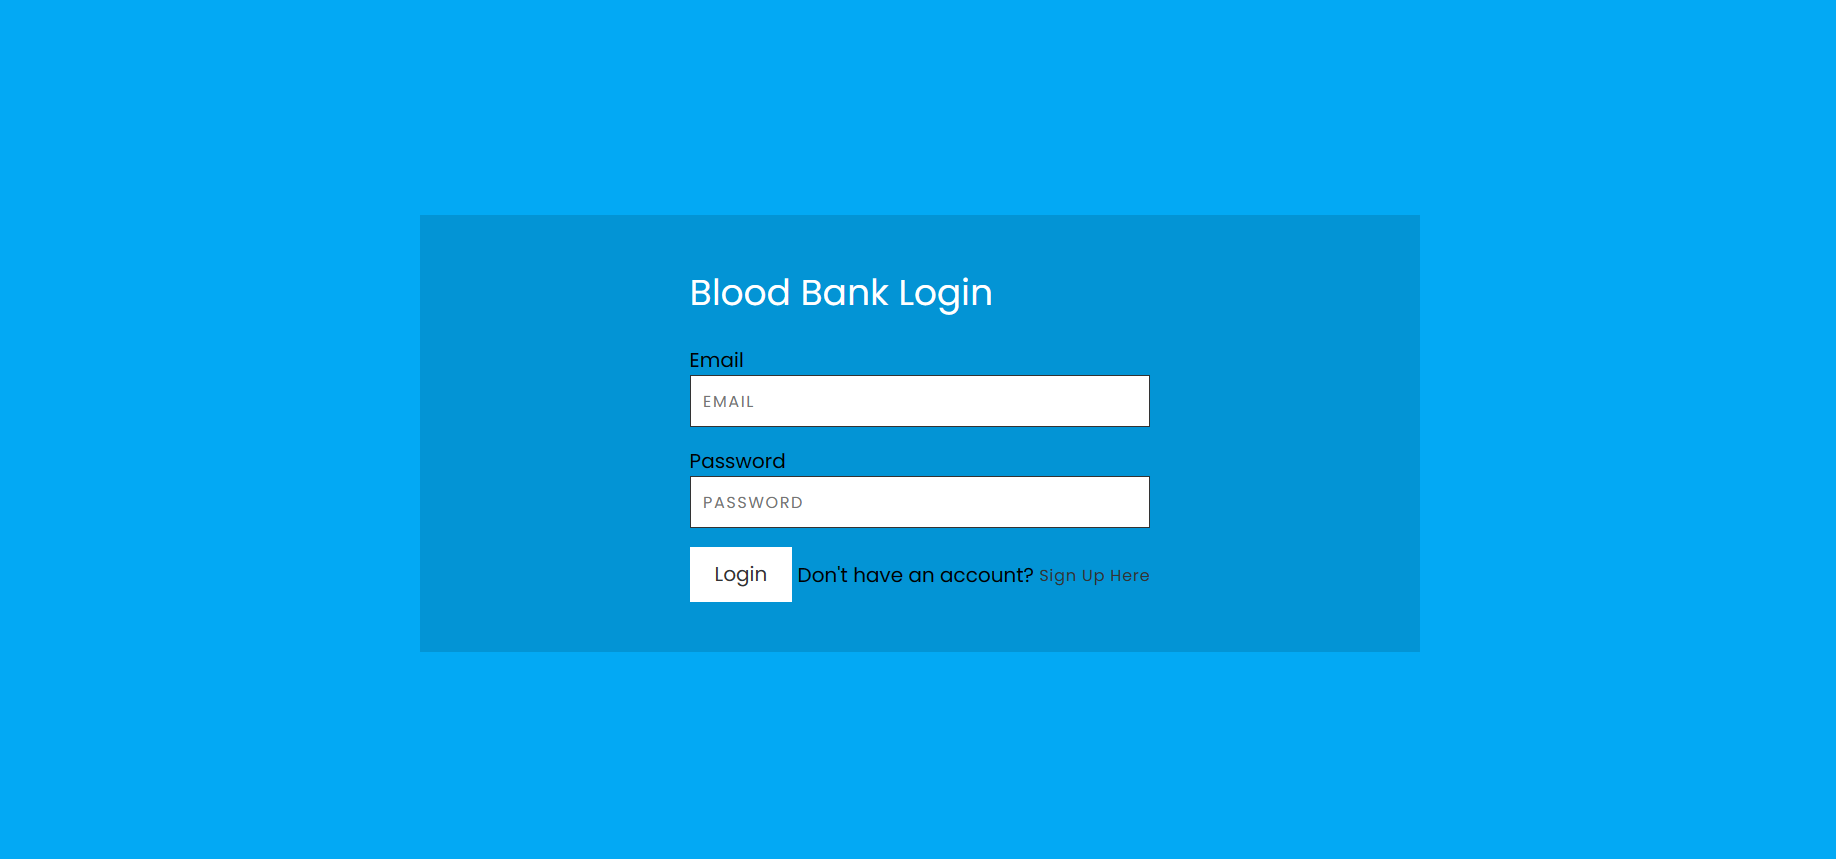 Blood Bank Login
Email
EMAIL
Password
PASSWORD
Login Don't have an account? Sign Up Here